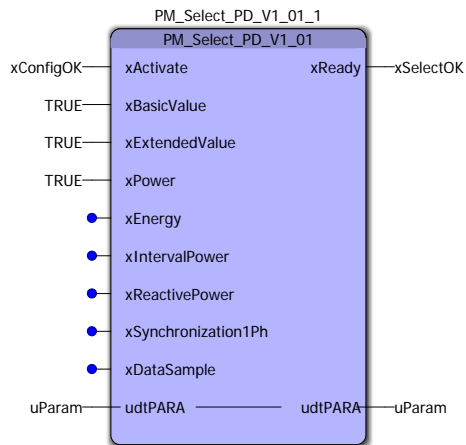 PM_Select_PD_V1_01_1
PM_Select_PD_V1_01
xConfigOK xActivate xReady xSelectOK
TRUE xBasicValue
TRUE xExtendedValue
TRUE xPower
xEnergy
xIntervalPower
xReactivePower
xSynchronization1Ph
xDataSample
uParam udtPARA udtPARA uParam